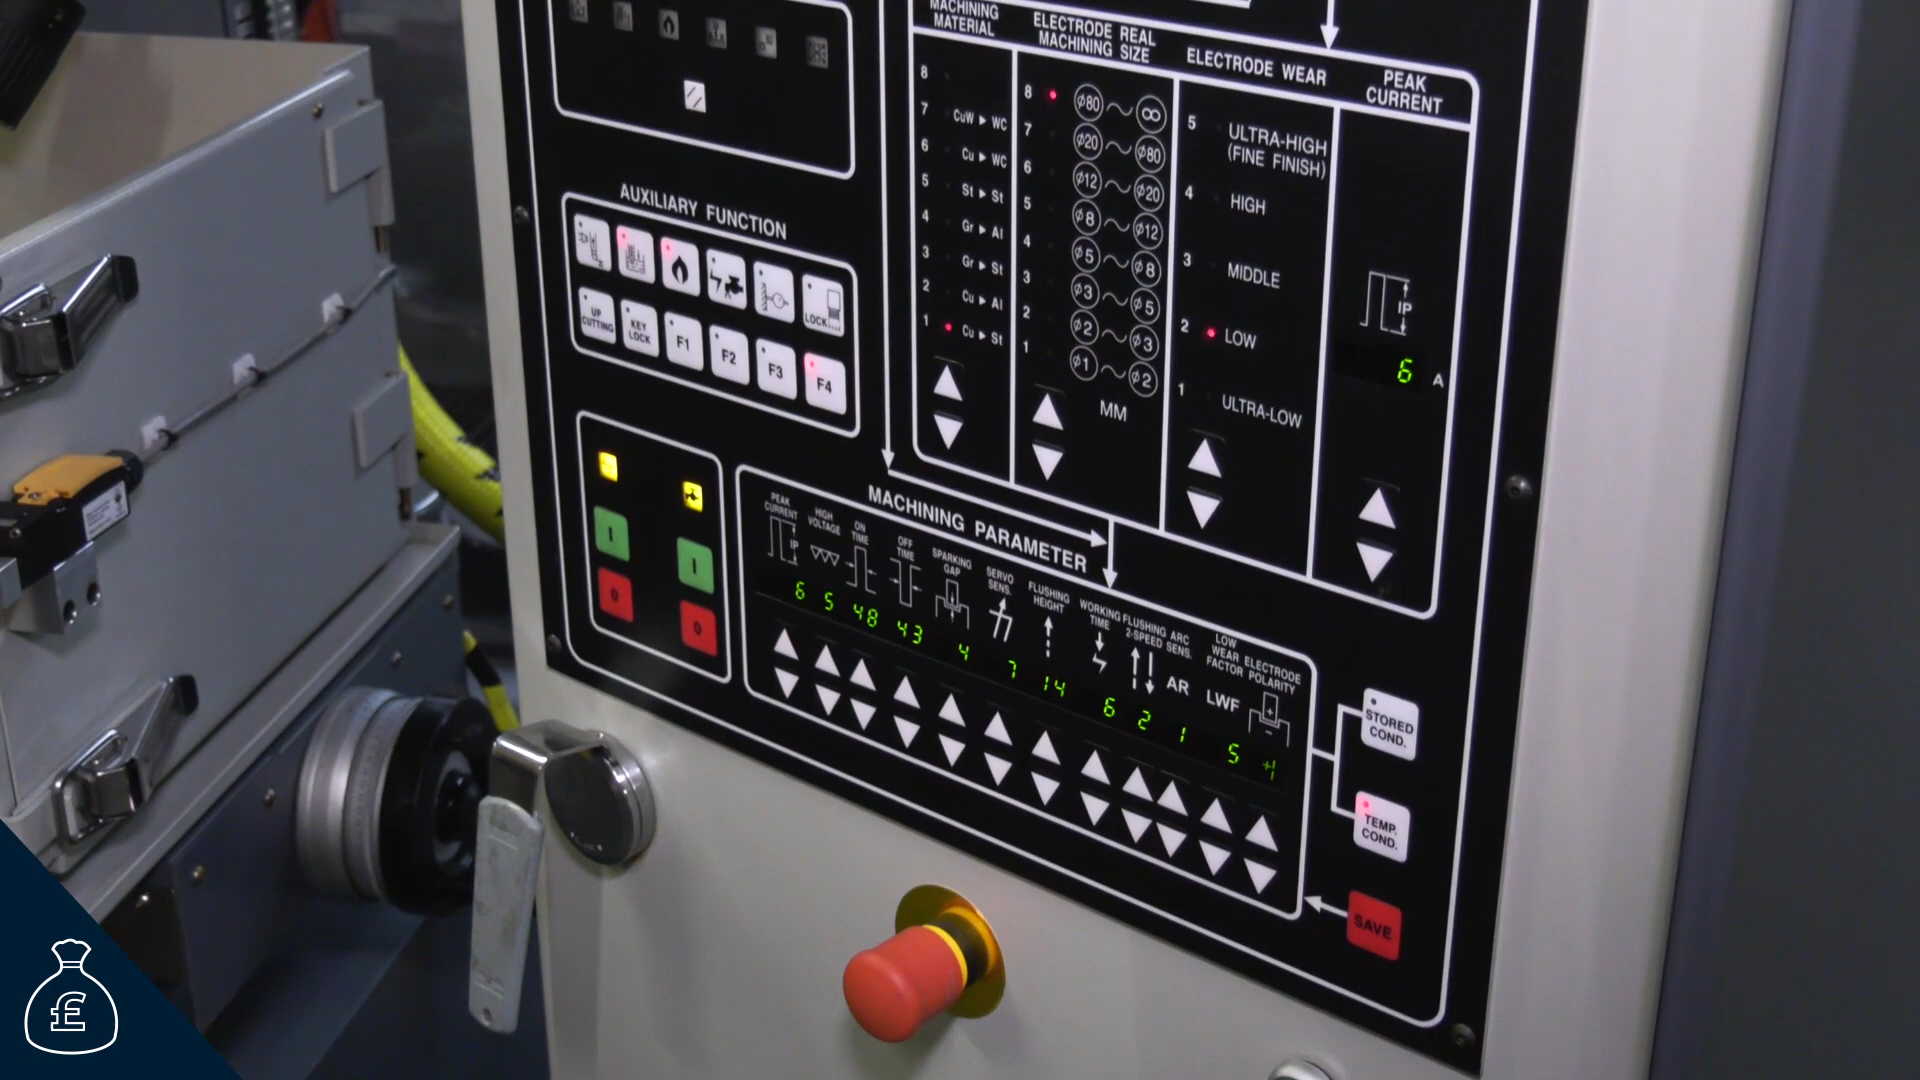 MACHINING
MATERIAL
8
7 CuW ▶ WC
6 Cu ▶ WC
5 St ▶ St
4 Gr ▶ Al
3 Gr ▶ St
2 Cu ▶ Al
1 Cu ▶ St
ELECTRODE REAL
MACHINING SIZE
8 φ80 ~ ∞
7 φ20 ~ φ80
6 φ12 ~ φ20
5 φ8 ~ φ12
4 φ5 ~ φ8
3 φ3 ~ φ5
2 φ2 ~ φ3
1 φ1 ~ φ2
MM
ELECTRODE WEAR
5 ULTRA-HIGH
(FINE FINISH)
4 HIGH
3 MIDDLE
2 LOW
1 ULTRA-LOW
PEAK
CURRENT
IP
6 A
AUXILIARY FUNCTION
LOCK
UP
CUTTING
KEY
LOCK
F1
F2
F3
F4
I
I
0
0
MACHINING PARAMETER
PEAK
CURRENT
IP
HIGH
VOLTAGE
ON
TIME
OFF
TIME
SPARKING
GAP
SERVO
SENS.
FLUSHING
HEIGHT
WORKING
TIME
FLUSHING
2-SPEED
ARC
SENS.
AR
LOW
WEAR
FACTOR
LWF
ELECTRODE
POLARITY
+
-
6 5 48 43 4 7 14 6 2 1 5 +1
STORED
COND.
TEMP.
COND.
SAVE
£